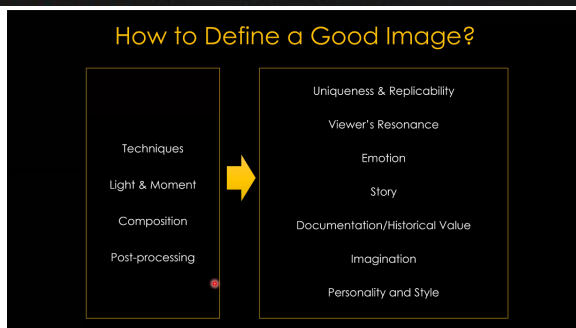 How to Define a Good Image?
Techniques
Light & Moment
Composition
Post-processing
Uniqueness & Replicability
Viewer's Resonance
Emotion
Story
Documentation/Historical Value
Imagination
Personality and Style